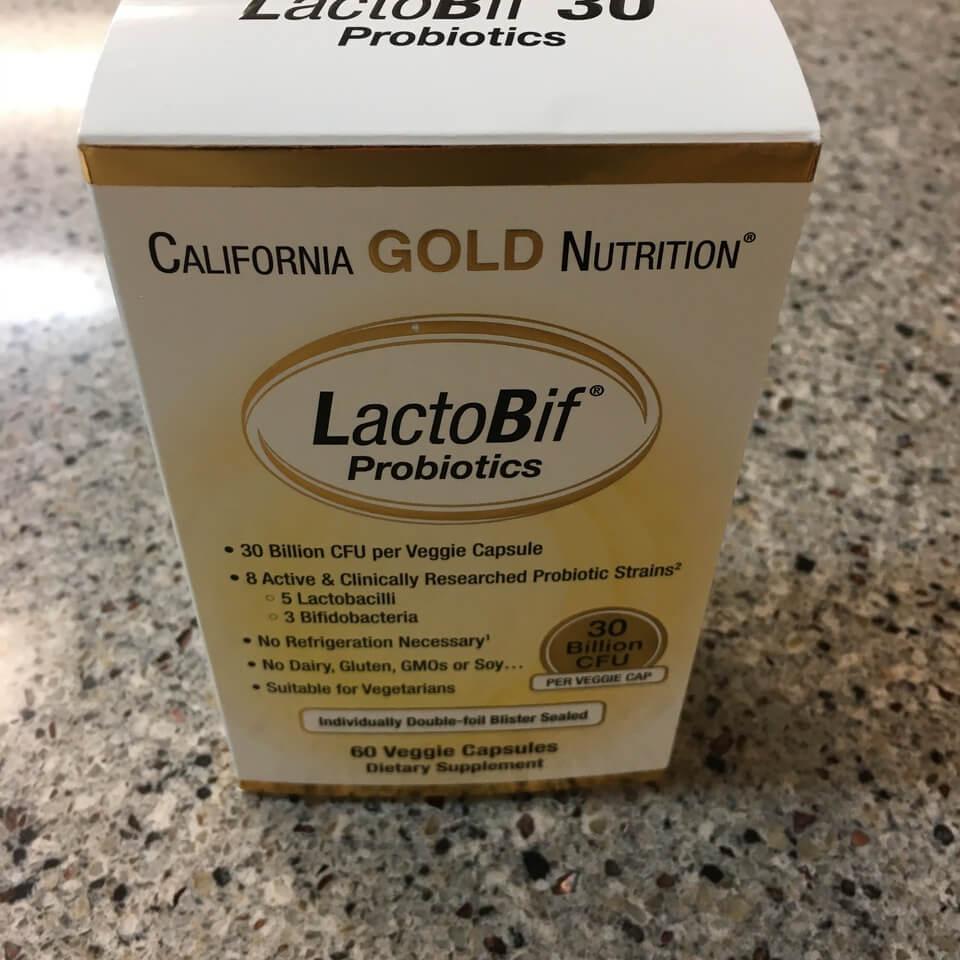 LactoBif 30
Probiotics
CALIFORNIA GOLD NUTRITION®
LactoBif®
Probiotics
• 30 Billion CFU per Veggie Capsule
• 8 Active & Clinically Researched Probiotic Strains²
○ 5 Lactobacilli
○ 3 Bifidobacteria
• No Refrigeration Necessary¹
• No Dairy, Gluten, GMOs or Soy...
• Suitable for Vegetarians
30
Billion
CFU
PER VEGGIE CAP
Individually Double-foil Blister Sealed
60 Veggie Capsules
Dietary Supplement